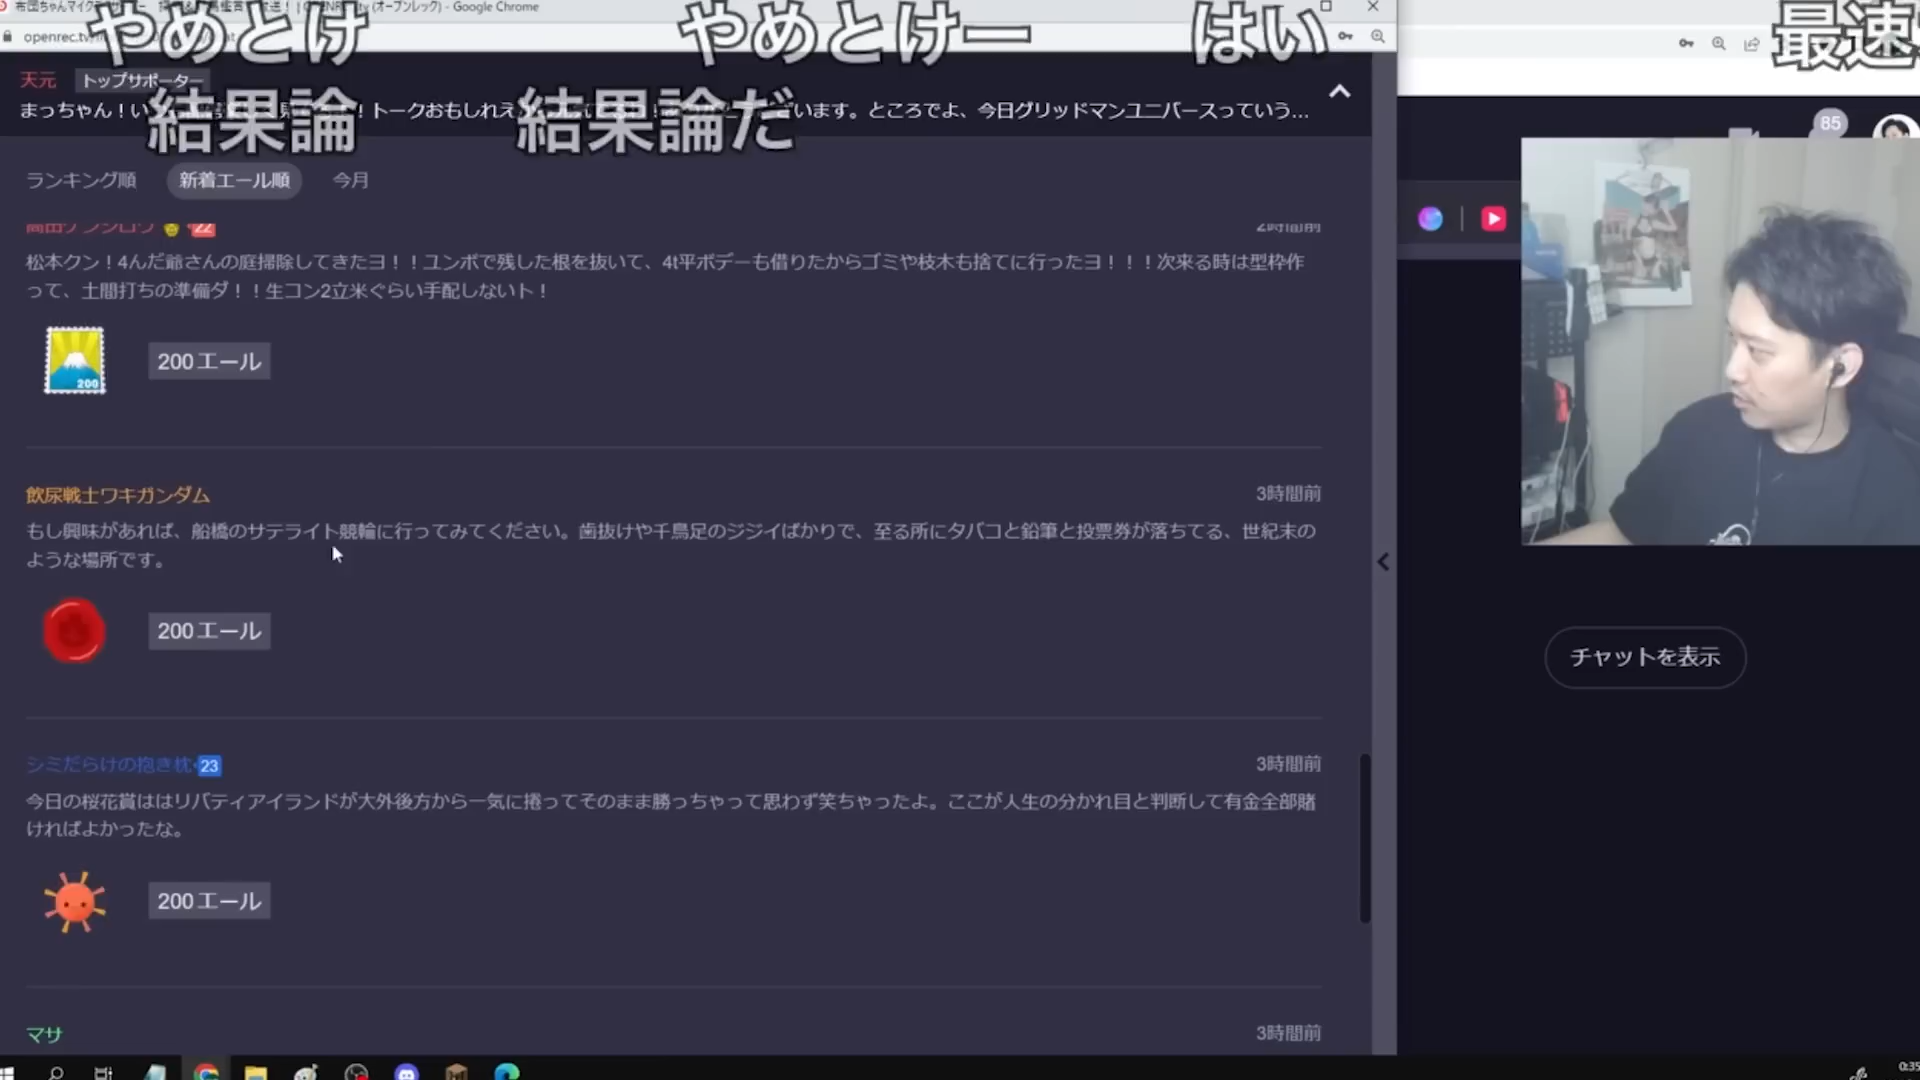 Google Chrome
openrec.tv
やめとけ
やめとけー
はい
最速
天元
トップサポーター
トークおもしれえ
います。ところでよ、今日グリッドマンユニバースっていう...
結果論
結果論だ
85
ランキング順
新着エール順
今月
22
2時間前
松本クン！4んだ爺さんの庭掃除してきたヨ！！ユンボで残した根を抜いて、4t平ボデーも借りたからゴミや枝木も捨てに行ったヨ！！！次来る時は型枠作
って、土間打ちの準備ダ！！生コン2立米ぐらい手配しないト！
200
200エール
飲尿戦士ワキガンダム
3時間前
もし興味があれば、船橋のサテライト競輪に行ってみてください。歯抜けや千鳥足のジジイばかりで、至る所にタバコと鉛筆と投票券が落ちてる、世紀末の
ような場所です。
200エール
チャットを表示
シミだらけの抱き枕
23
3時間前
今日の桜花賞ははリバティアイランドが大外後方から一気に捲ってそのまま勝っちゃって思わず笑ちゃったよ。ここが人生の分かれ目と判断して有金全部賭
ければよかったな。
200エール
マサ
3時間前
0:35